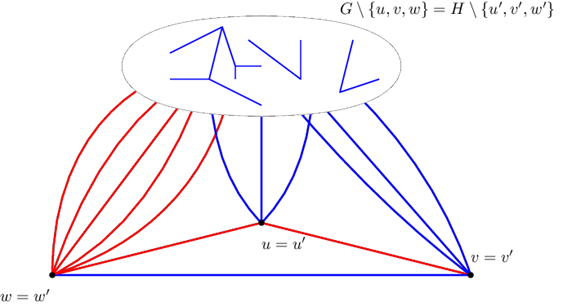 G \ {u, v, w} = H \ {u′, v′, w′}
u = u′
v = v′
w = w′